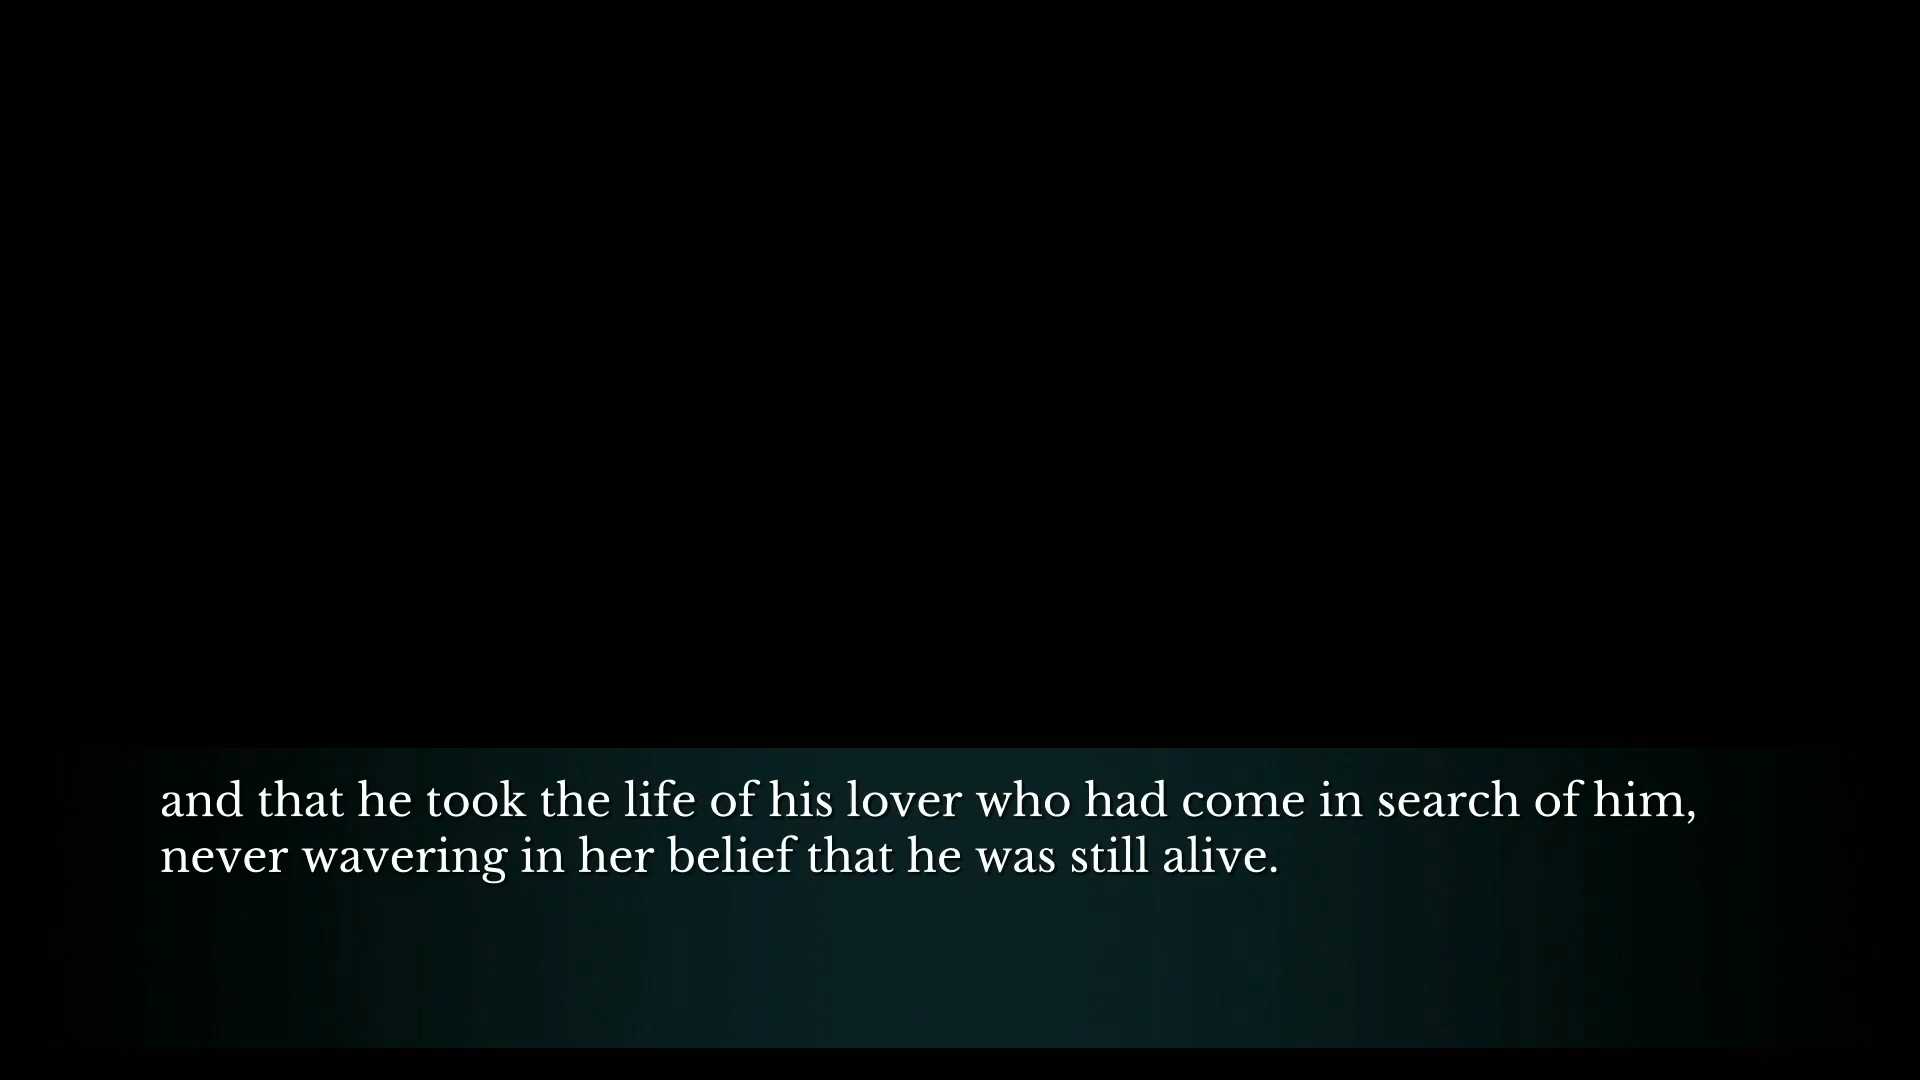 and that he took the life of his lover who had come in search of him,
never wavering in her belief that he was still alive.